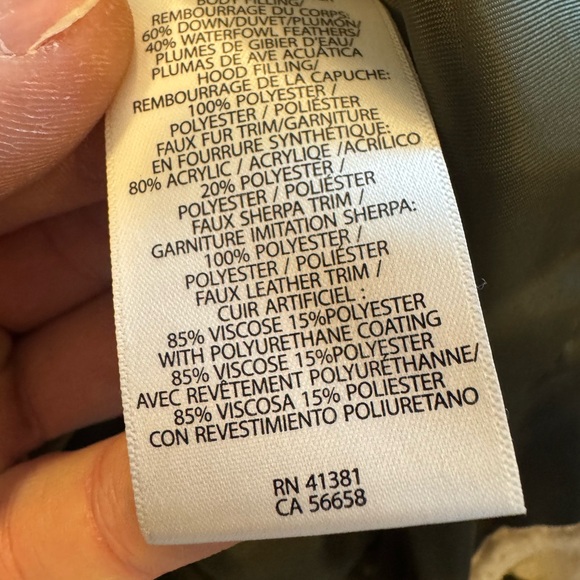 BODY FILLING/
REMBOURRAGE DU CORPS:
60% DOWN/DUVET/PLUMÓN/
40% WATERFOWL FEATHERS/
PLUMES DE GIBIER D'EAU/
PLUMAS DE AVE ACUÁTICA
HOOD FILLING/
REMBOURRAGE DE LA CAPUCHE:
100% POLYESTER /
POLYESTER / POLIÉSTER
FAUX FUR TRIM/GARNITURE
EN FOURRURE SYNTHÉTIQUE:
80% ACRYLIC / ACRYLIQE /ACRÍLICO
20% POLYESTER /
POLYESTER / POLIÉSTER
FAUX SHERPA TRIM /
GARNITURE IMITATION SHERPA:
100% POLYESTER /
POLYESTER / POLIÉSTER
FAUX LEATHER TRIM /
CUIR ARTIFICIEL :
85% VISCOSE 15%POLYESTER
WITH POLYURETHANE COATING
85% VISCOSE 15%POLYESTER
AVEC REVÊTEMENT POLYURÉTHANNE/
85% VISCOSA 15% POLIESTER
CON REVESTIMIENTO POLIURETANO
RN 41381
CA 56658